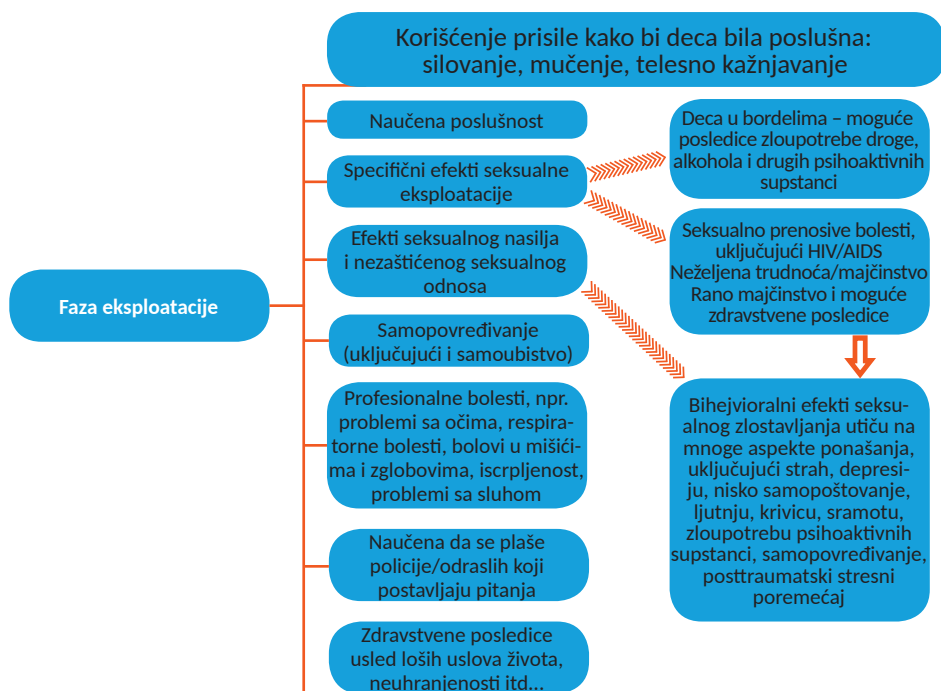 Korišćenje prisile kako bi deca bila poslušna:
silovanje, mučenje, telesno kažnjavanje
Naučena poslušnost
Specifični efekti seksualne
eksploatacije
Efekti seksualnog nasilja
i nezaštićenog seksualnog
odnosa
Faza eksploatacije
Samopovređivanje
(uključujući i samoubistvo)
Profesionalne bolesti, npr.
problemi sa očima, respira-
torne bolesti, bolovi u mišići-
ma i zglobovima, iscrpljenost,
problemi sa sluhom
Naučena da se plaše
policije/odraslih koji
postavljaju pitanja
Zdravstvene posledice
usled loših uslova života,
neuhranjenosti itd...
Deca u bordelima – moguće
posledice zloupotrebe droge,
alkohola i drugih psihoaktivnih
supstanci
Seksualno prenosive bolesti,
uključujući HIV/AIDS
Neželjena trudnoća/majčinstvo
Rano majčinstvo i moguće
zdravstvene posledice
Bihejvioralni efekti seksu-
alnog zlostavljanja utiču na
mnoge aspekte ponašanja,
uključujući strah, depresi-
ju, nisko samopoštovanje,
ljutnju, krivicu, sramotu,
zloupotrebu psihoaktivnih
supstanci, samopovređivanje,
posttraumatski stresni
poremećaj